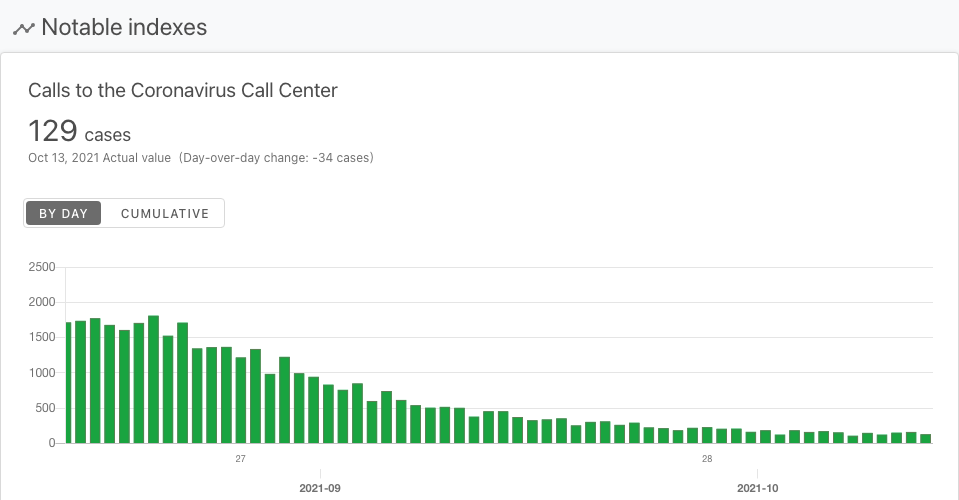 Notable indexes
Calls to the Coronavirus Call Center
129 cases
Oct 13, 2021 Actual value (Day-over-day change: -34 cases)
BY DAY CUMULATIVE
2500
2000
1500
1000
500
0
27 28
2021-09 2021-10